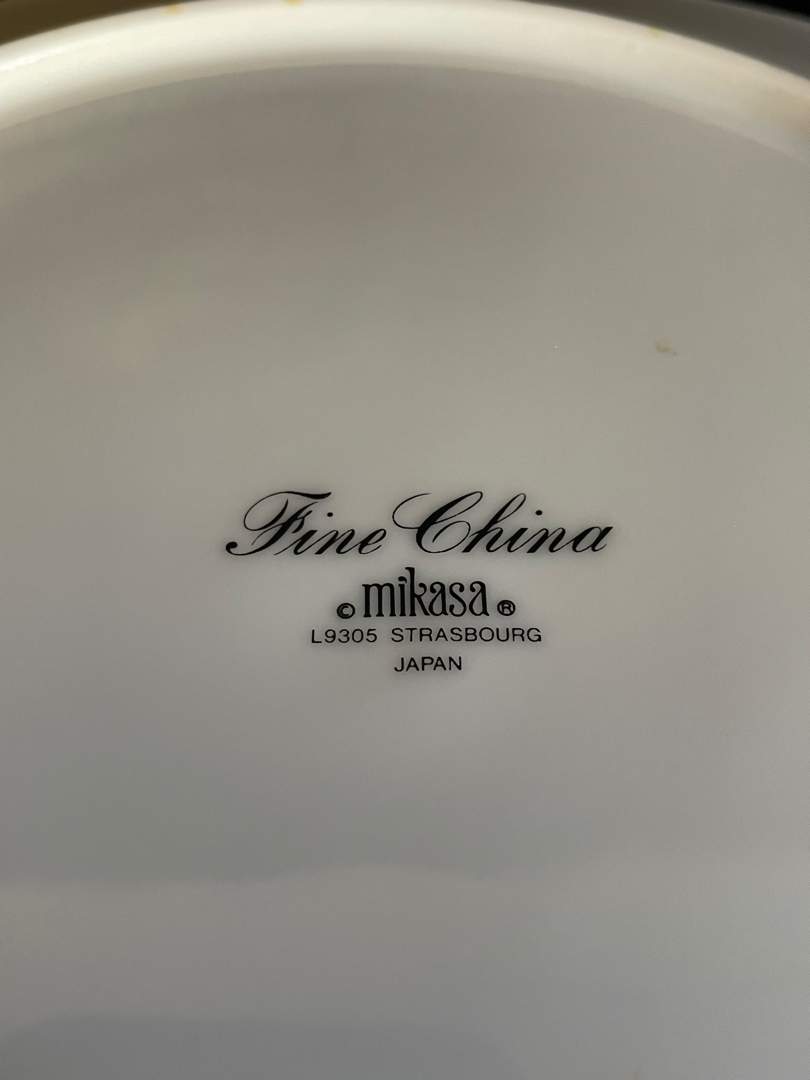 Fine China
© mikasa ®
L9305 STRASBOURG
JAPAN